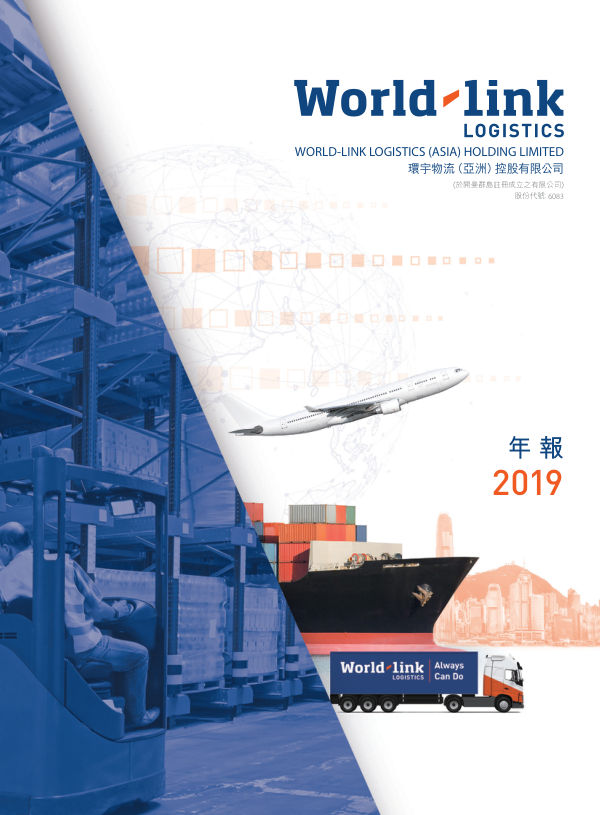 World-link
LOGISTICS
WORLD-LINK LOGISTICS (ASIA) HOLDING LIMITED
環宇物流（亞洲）控股有限公司
(於開曼群島註冊成立之有限公司)
股份代號: 6083
年報
2019
World-link
LOGISTICS
Always
Can Do